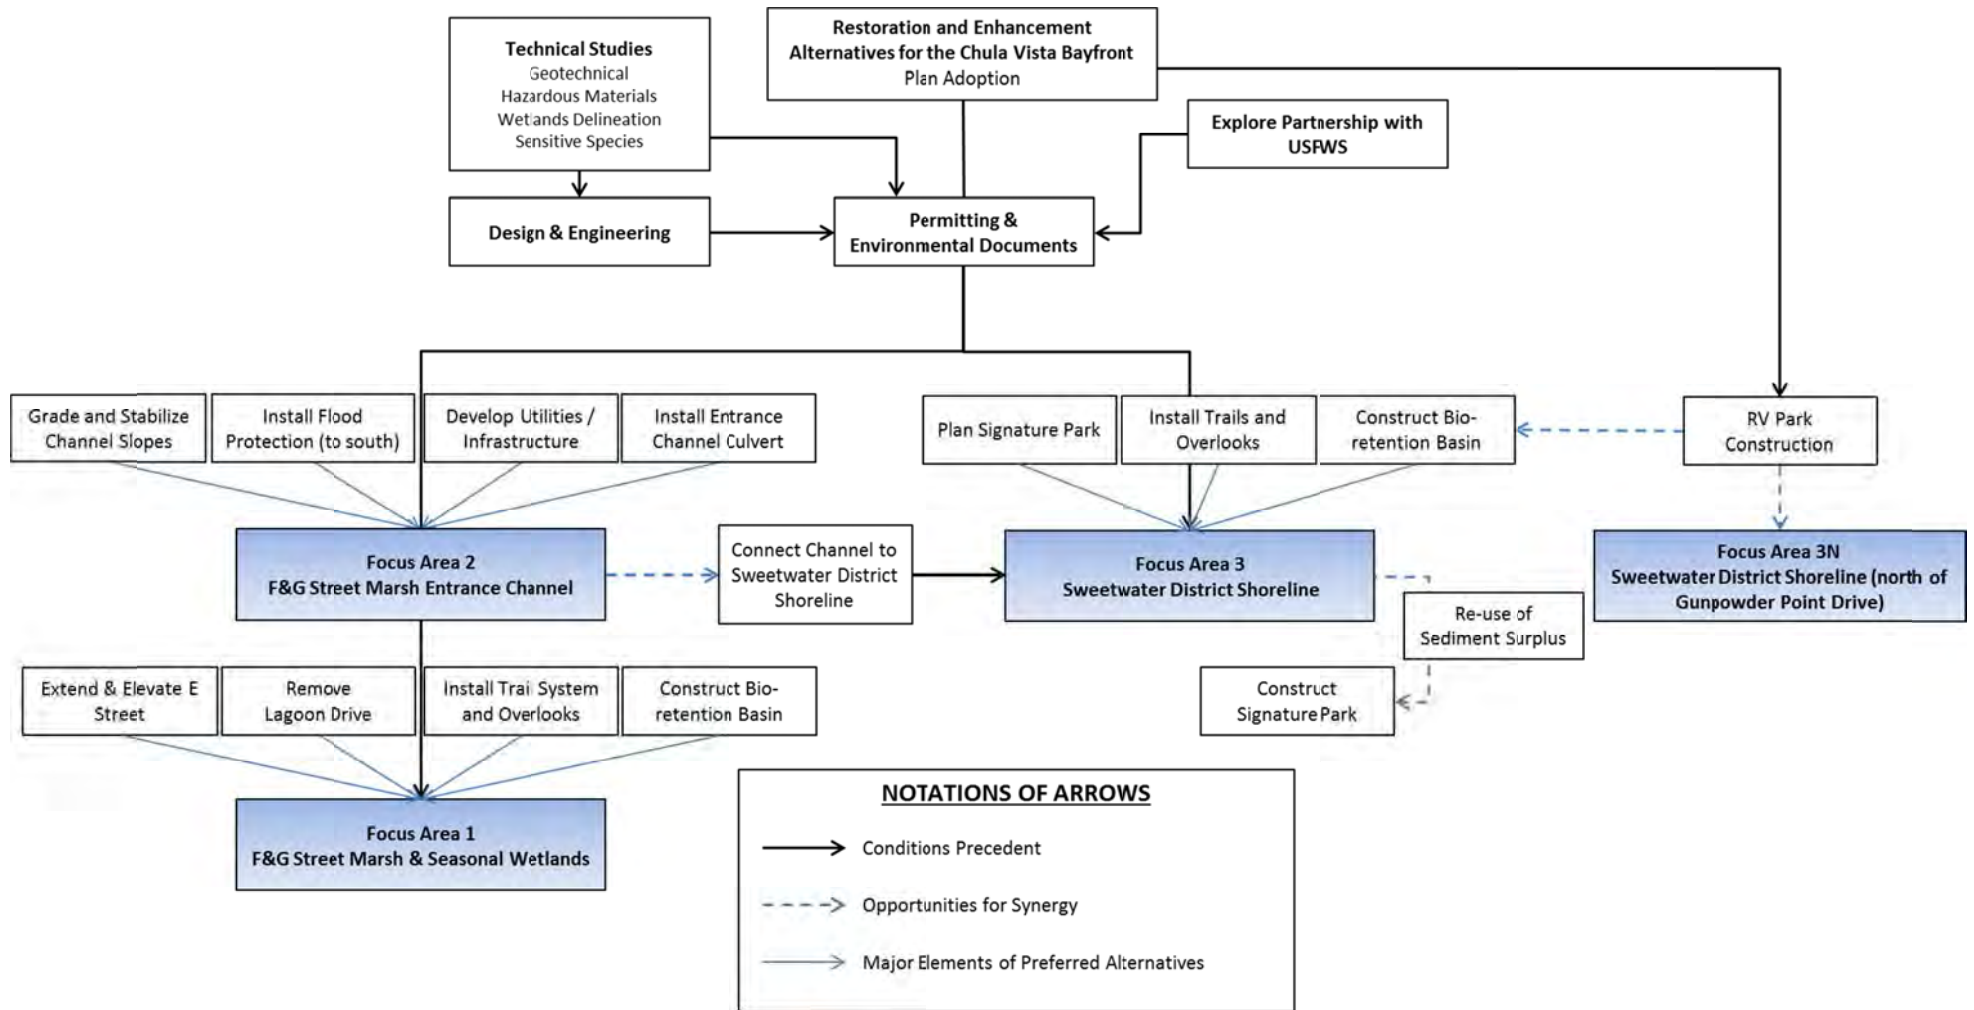 Technical Studies
Geotechnical
Hazardous Materials
Wetlands Delineation
Sensitive Species
Restoration and Enhancement
Alternatives for the Chula Vista Bayfront
Plan Adoption
Explore Partnership with
USFWS
Design & Engineering
Permitting &
Environmental Documents
Grade and Stabilize
Channel Slopes
Install Flood
Protection (to south)
Develop Utilities /
Infrastructure
Install Entrance
Channel Culvert
Plan Signature Park
Install Trails and
Overlooks
Construct Bio-
retention Basin
RV Park
Construction
Focus Area 2
F&G Street Marsh Entrance Channel
Connect Channel to
Sweetwater District
Shoreline
Focus Area 3
Sweetwater District Shoreline
Focus Area 3N
Sweetwater District Shoreline (north of
Gunpowder Point Drive)
Re-use of
Sediment Surplus
Extend & Elevate E
Street
Remove
Lagoon Drive
Install Trail System
and Overlooks
Construct Bio-
retention Basin
Construct
Signature Park
Focus Area 1
F&G Street Marsh & Seasonal Wetlands
NOTATIONS OF ARROWS
Conditions Precedent
Opportunities for Synergy
Major Elements of Preferred Alternatives